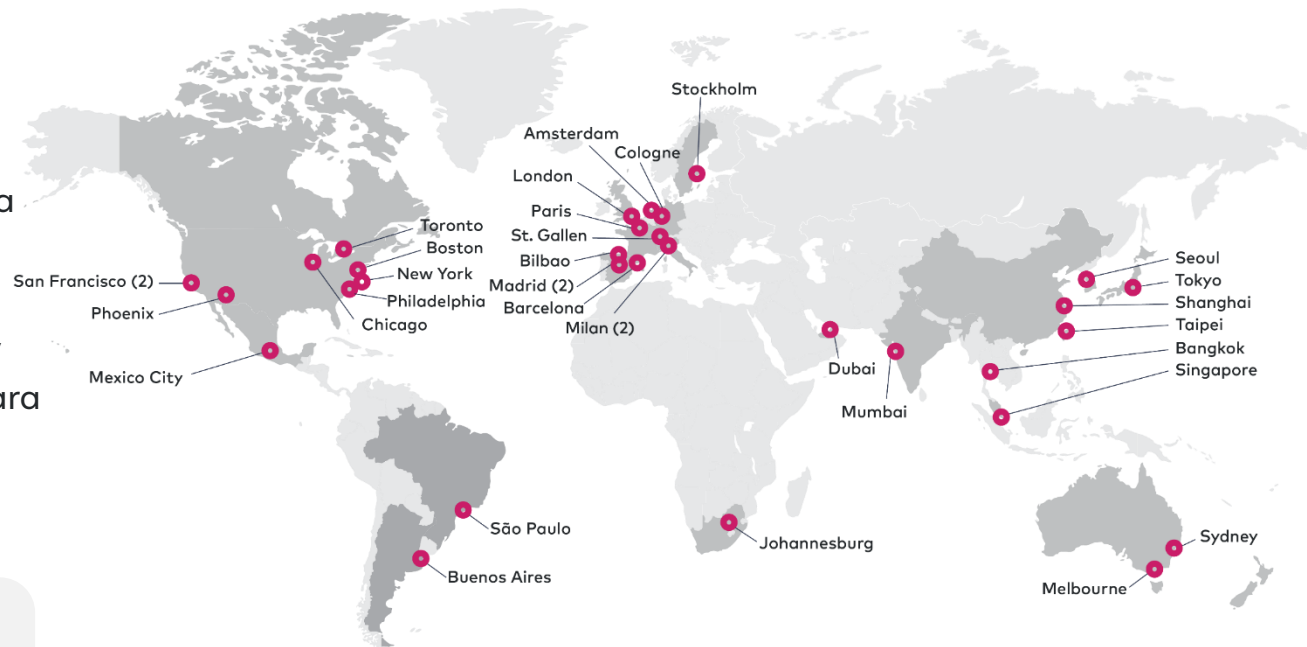 Stockholm
Amsterdam
Cologne
London
Paris
St. Gallen
Bilbao
Madrid (2)
Barcelona
Milan (2)
Toronto
Boston
New York
Philadelphia
Chicago
San Francisco (2)
Phoenix
Mexico City
São Paulo
Buenos Aires
Johannesburg
Dubai
Mumbai
Seoul
Tokyo
Shanghai
Taipei
Bangkok
Singapore
Sydney
Melbourne